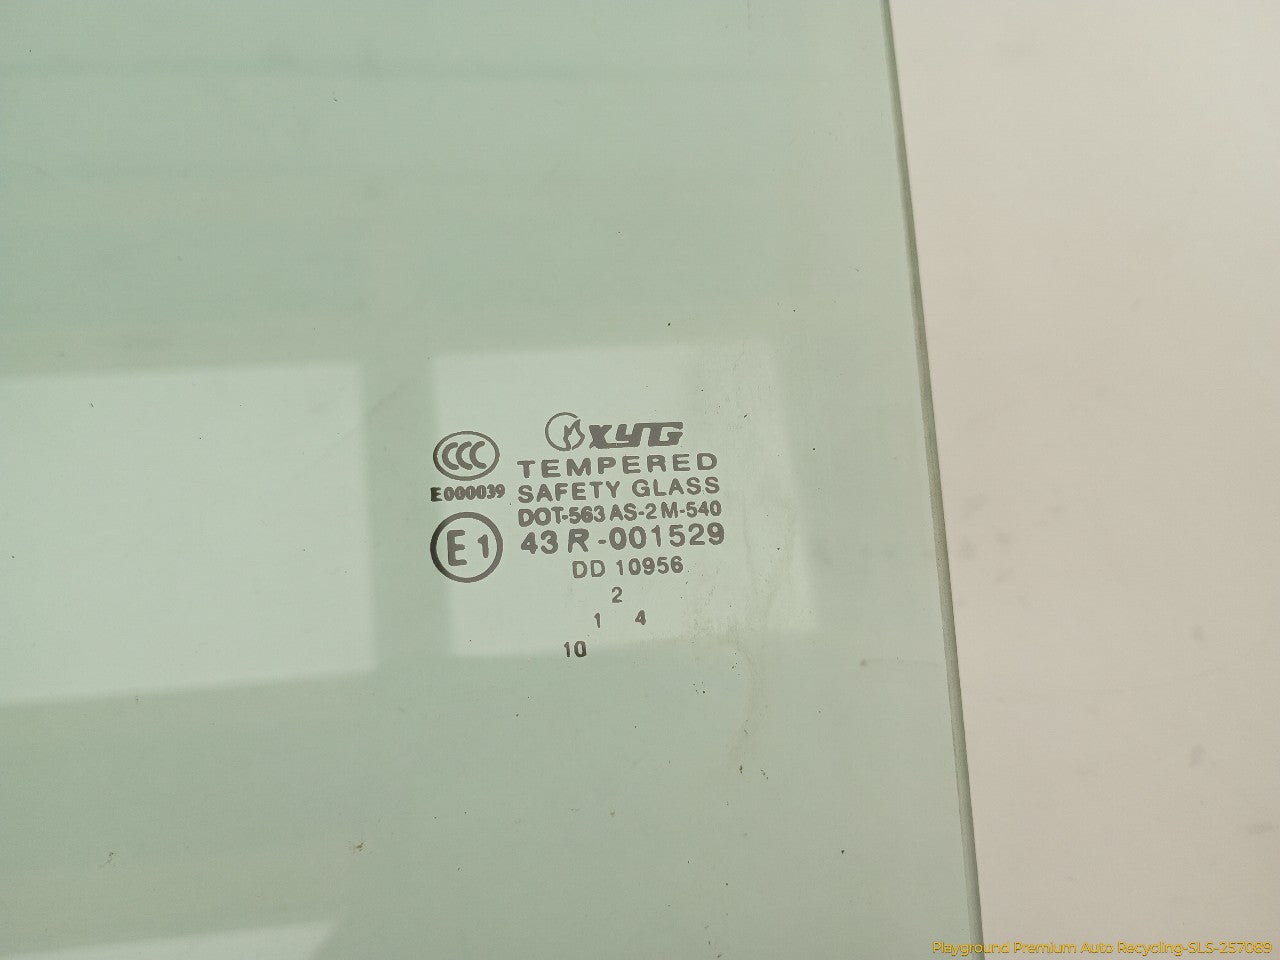 XYG
CCC
TEMPERED
E000039
SAFETY GLASS
DOT-563 AS-2 M-540
E1
43 R -001529
DD 10956
2
1 4
10
Playground Premium Auto Recycling-SLS-257089